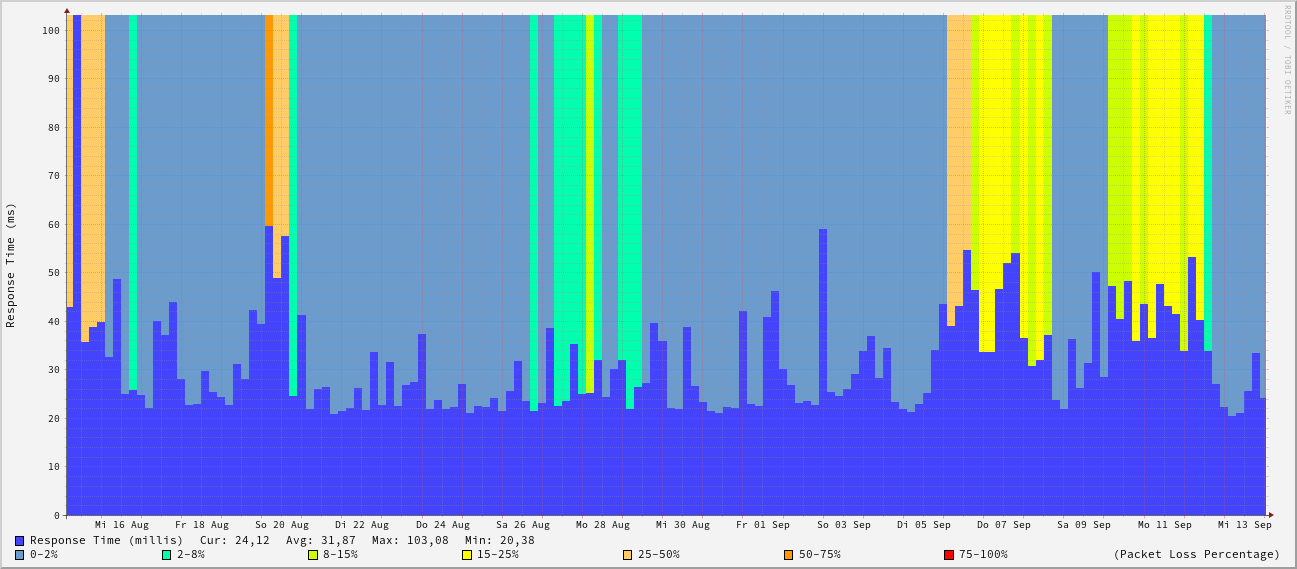 RRDTOOL / TOBI OETIKER
Response Time (ms)
100
90
80
70
60
50
40
30
20
10
0
Mi 16 Aug Fr 18 Aug So 20 Aug Di 22 Aug Do 24 Aug Sa 26 Aug Mo 28 Aug Mi 30 Aug Fr 01 Sep So 03 Sep Di 05 Sep Do 07 Sep Sa 09 Sep Mo 11 Sep Mi 13 Sep
Response Time (millis) Cur: 24,12 Avg: 31,87 Max: 103,08 Min: 20,38
0-2% 2-8% 8-15% 15-25% 25-50% 50-75% 75-100% (Packet Loss Percentage)